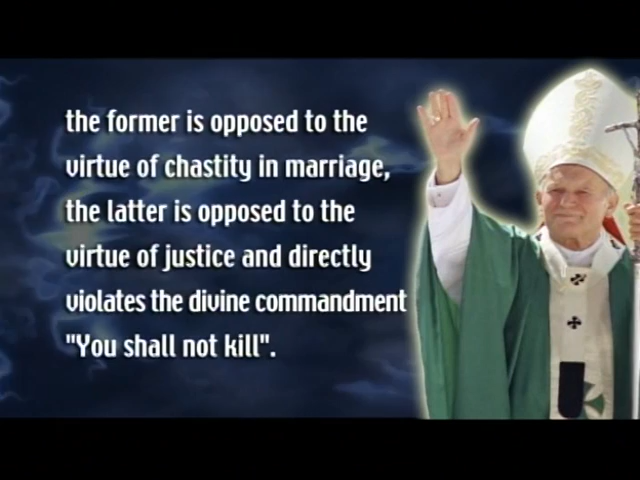 the former is opposed to the
virtue of chastity in marriage,
the latter is opposed to the
virtue of justice and directly
violates the divine commandment
"You shall not kill".